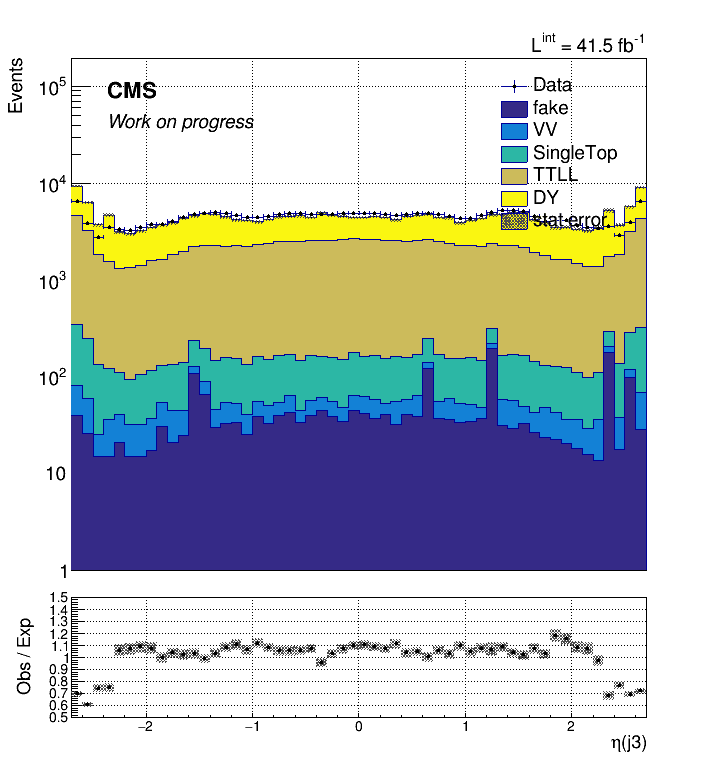 L^int = 41.5 fb^-1
Events
CMS
Work on progress
Data
fake
VV
SingleTop
TTLL
DY
stat error
10^5
10^4
10^3
10^2
10
1
Obs / Exp
1.5
1.4
1.3
1.2
1.1
1
0.9
0.8
0.7
0.6
0.5
−2 −1 0 1 2
η(j3)